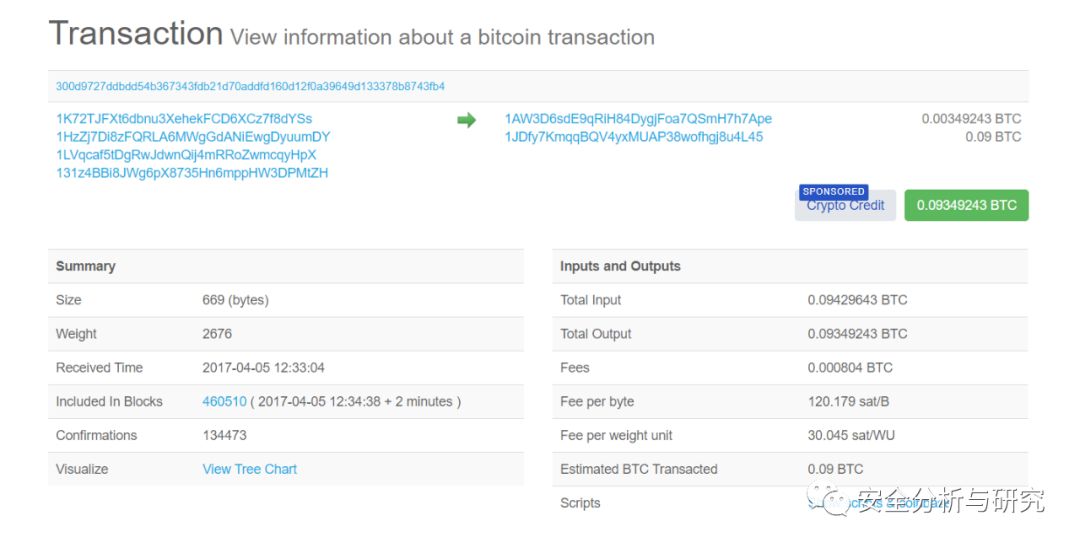 Transaction View information about a bitcoin transaction
300d9727ddbdd54b367343fdb21d70addfd160d12f0a39649d133378b8743fb4
1K72TJFXt6dbnu3XehekFCD6XCz7f8dYSs 1AW3D6sdE9qRiH84DygjFoa7QSmH7h7Ape 0.00349243 BTC
1HzZj7Di8zFQRLA6MWgGdANiEwgDyuumDY 1JDfy7KmqqBQV4yxMUAP38wofhgj8u4L45 0.09 BTC
1LVqcaf5tDgRwJdwnQij4mRRoZwmcqyHpX
131z4BBi8JWg6pX8735Hn6mppHW3DPMtZH
SPONSORED
Crypto Credit 0.09349243 BTC
Summary Inputs and Outputs
Size 669 (bytes) Total Input 0.09429643 BTC
Weight 2676 Total Output 0.09349243 BTC
Received Time 2017-04-05 12:33:04 Fees 0.000804 BTC
Included In Blocks 460510 ( 2017-04-05 12:34:38 + 2 minutes ) Fee per byte 120.179 sat/B
Confirmations 134473 Fee per weight unit 30.045 sat/WU
Visualize View Tree Chart Estimated BTC Transacted 0.09 BTC
Scripts
安全分析与研究